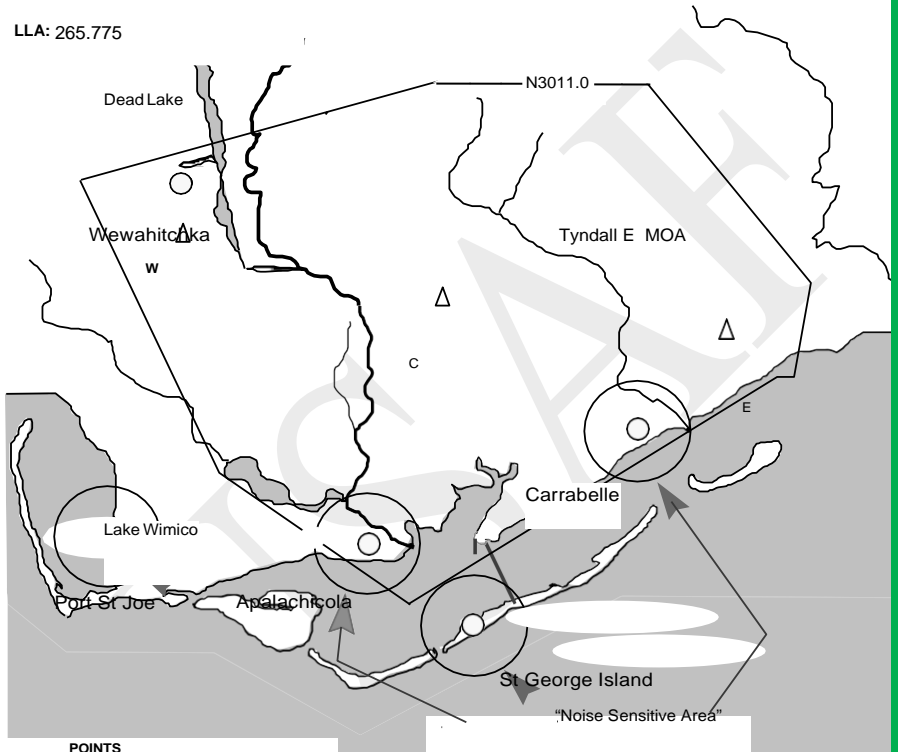 LLA: 265.775
N3011.0
Dead Lake
Wewahitchka
Tyndall E MOA
W
C
E
Carrabelle
Lake Wimico
Port St Joe
Apalachicola
St George Island
"Noise Sensitive Area"
POINTS
USAF